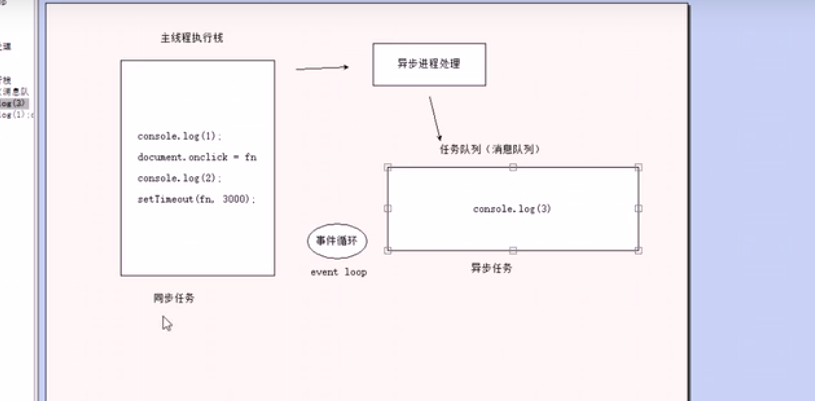 处理
行栈
消息队
log(3)
log(1);c
主线程执行栈
异步进程处理
console.log(1);
document.onclick = fn
console.log(2);
setTimeout(fn, 3000);
任务队列（消息队列）
console.log(3)
事件循环
event loop
异步任务
同步任务